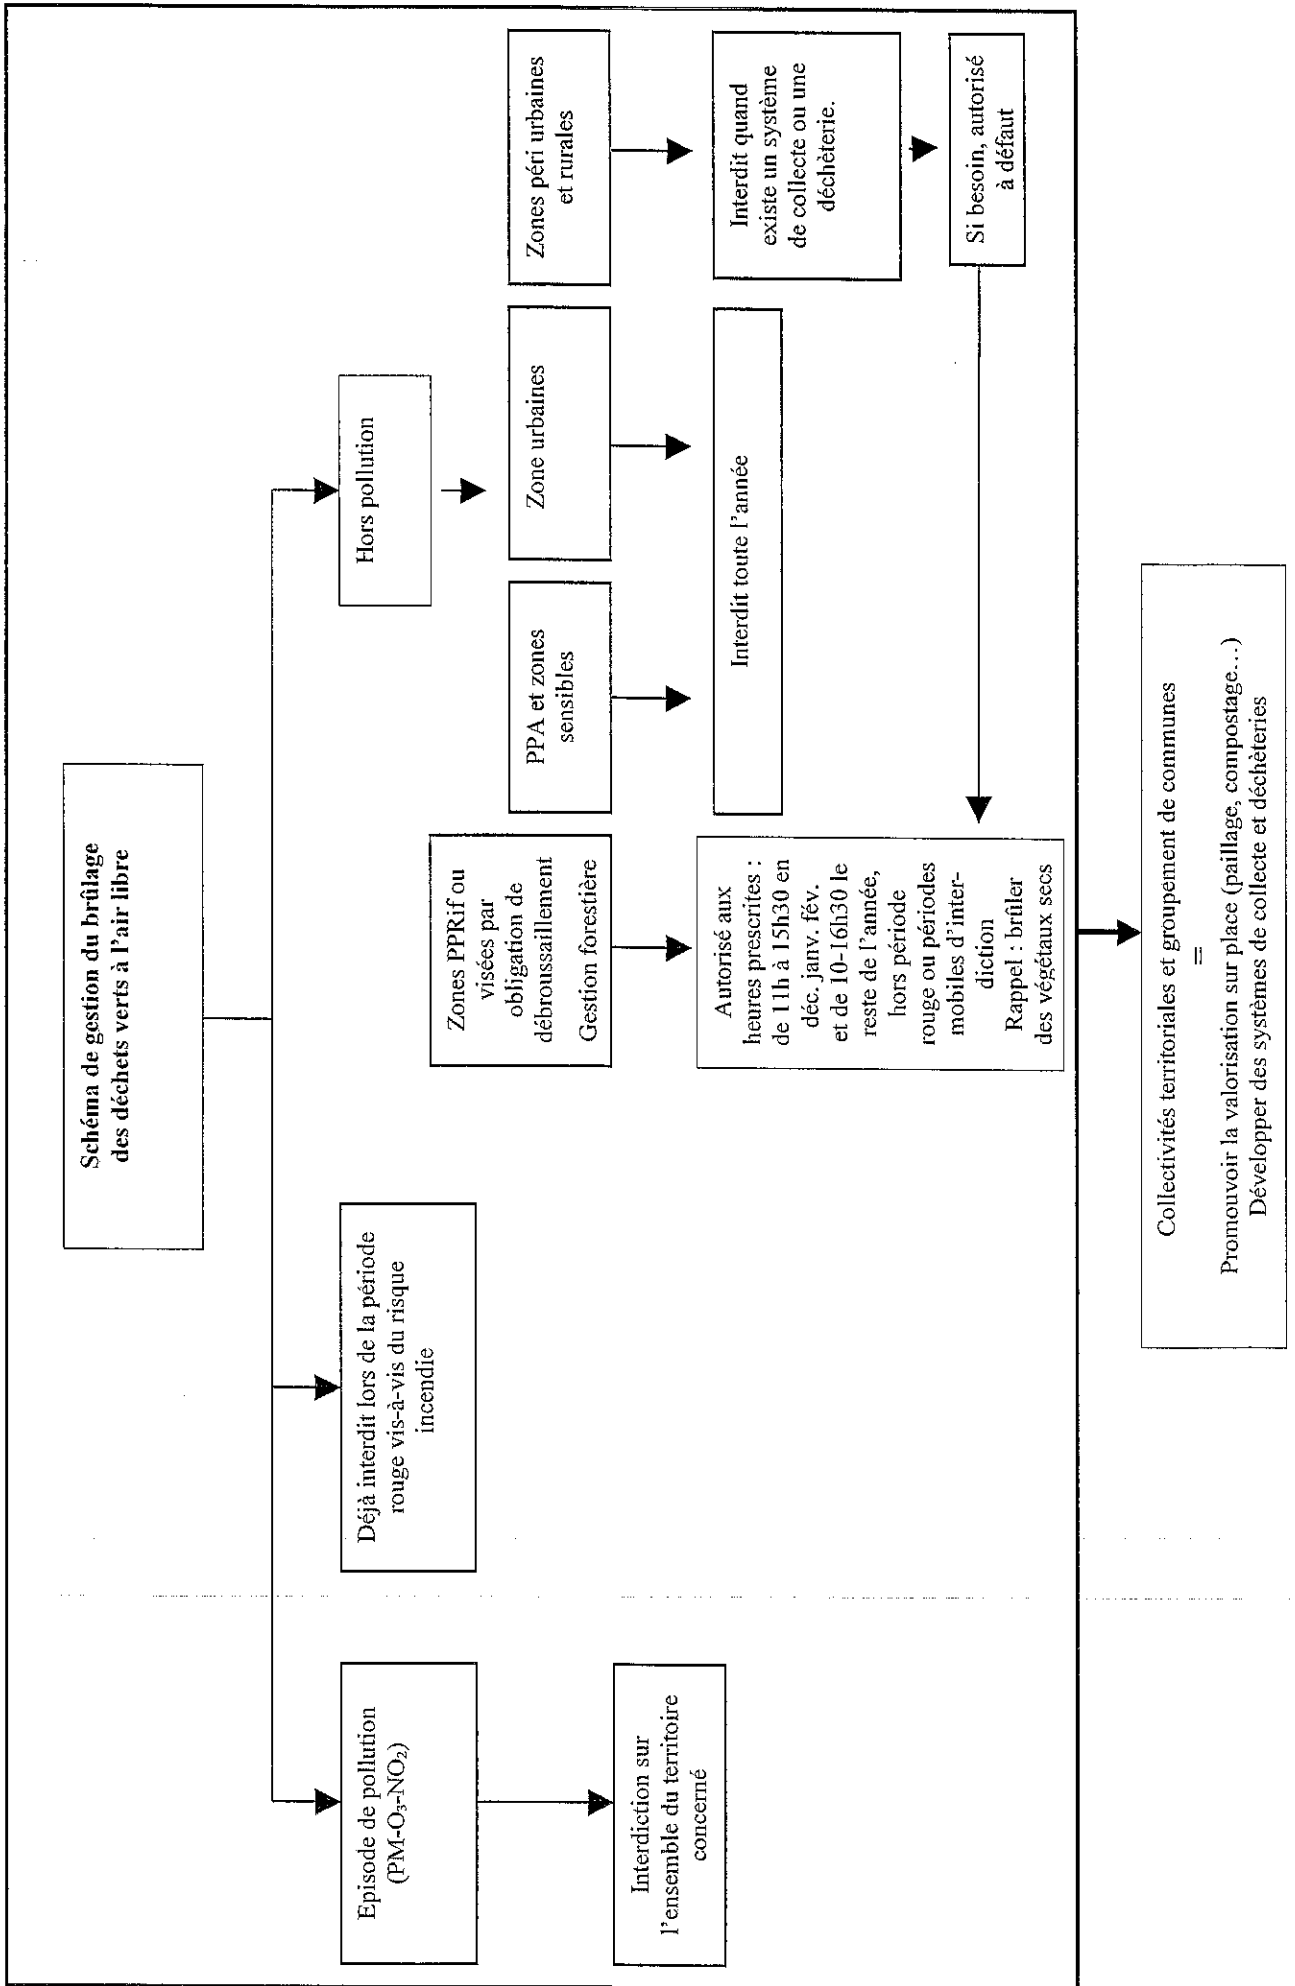 Schéma de gestion du brûlage
des déchets verts à l'air libre
Episode de pollution
(PM-O₃-NO₂)
Déjà interdit lors de la période
rouge vis-à-vis du risque
incendie
Hors pollution
Interdiction sur
l'ensemble du territoire
concerné
Zones PPRif ou
visées par
obligation de
débroussaillement
Gestion forestière
PPA et zones
sensibles
Zone urbaines
Zones péri urbaines
et rurales
Autorisé aux
heures prescrites :
de 11h à 15h30 en
déc. janv. fév.
et de 10-16h30 le
reste de l'année,
hors période
rouge ou périodes
mobiles d'inter-
diction
Rappel : brûler
des végétaux secs
Interdit toute l'année
Interdit quand
existe un système
de collecte ou une
déchèterie.
Si besoin, autorisé
à défaut
Collectivités territoriales et groupement de communes
=
Promouvoir la valorisation sur place (paillage, compostage...)
Développer des systèmes de collecte et déchèteries